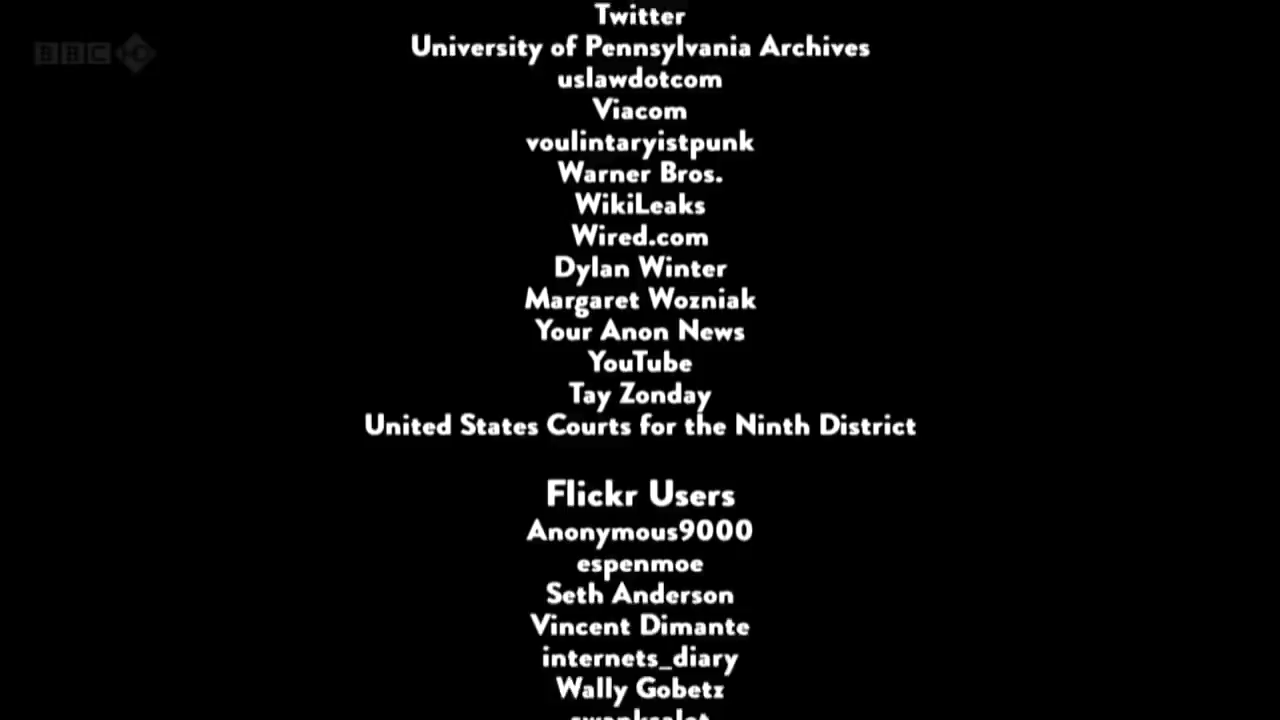 BBC HD
Twitter
University of Pennsylvania Archives
uslawdotcom
Viacom
voulintaryistpunk
Warner Bros.
WikiLeaks
Wired.com
Dylan Winter
Margaret Wozniak
Your Anon News
YouTube
Tay Zonday
United States Courts for the Ninth District
Flickr Users
Anonymous9000
espenmoe
Seth Anderson
Vincent Dimante
internets_diary
Wally Gobetz